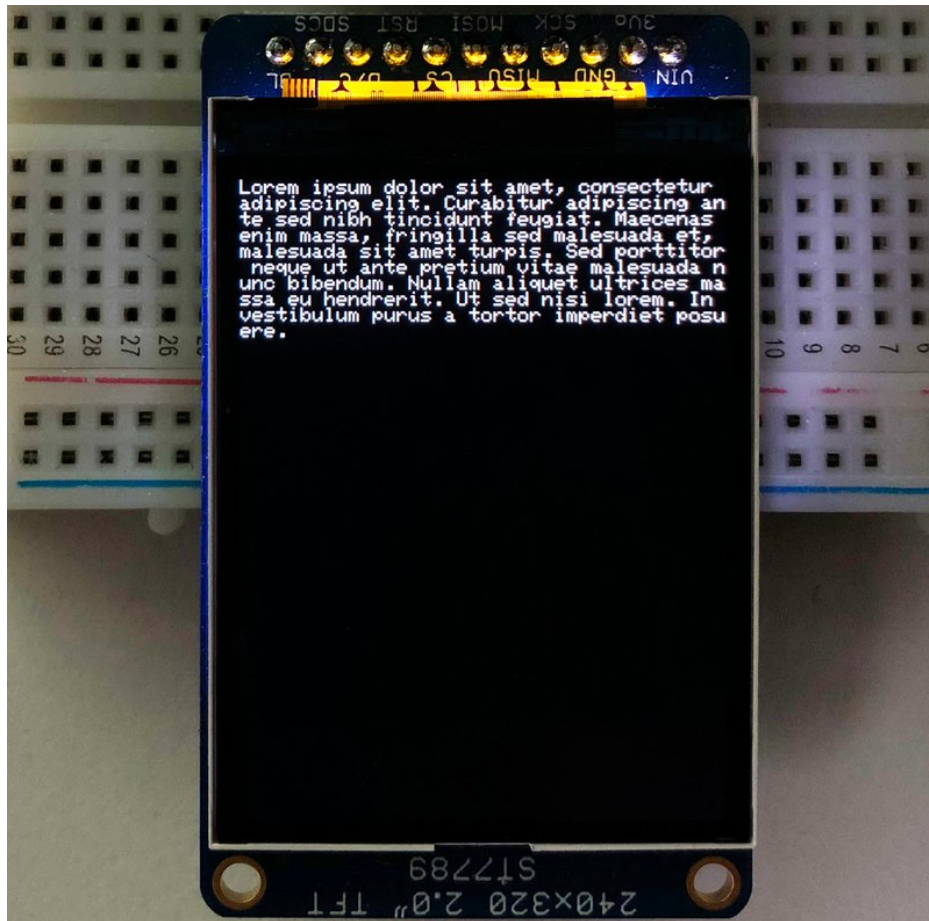 SDCS RST MOSI SCK 3Vo
BL D/C CS MISO GND VIN
Lorem ipsum dolor sit amet, consectetur
adipiscing elit. Curabitur adipiscing an
te sed nibh tincidunt feugiat. Maecenas
enim massa, fringilla sed malesuada et,
malesuada sit amet turpis. Sed porttitor
neque ut ante pretium vitae malesuada n
unc bibendum. Nullam aliquet ultrices ma
ssa eu hendrerit. Ut sed nisi lorem. In
vestibulum purus a tortor imperdiet posu
ere.
30 29 28 27 26
10 9 8 7 6
240x320 2.0" TFT
ST7789